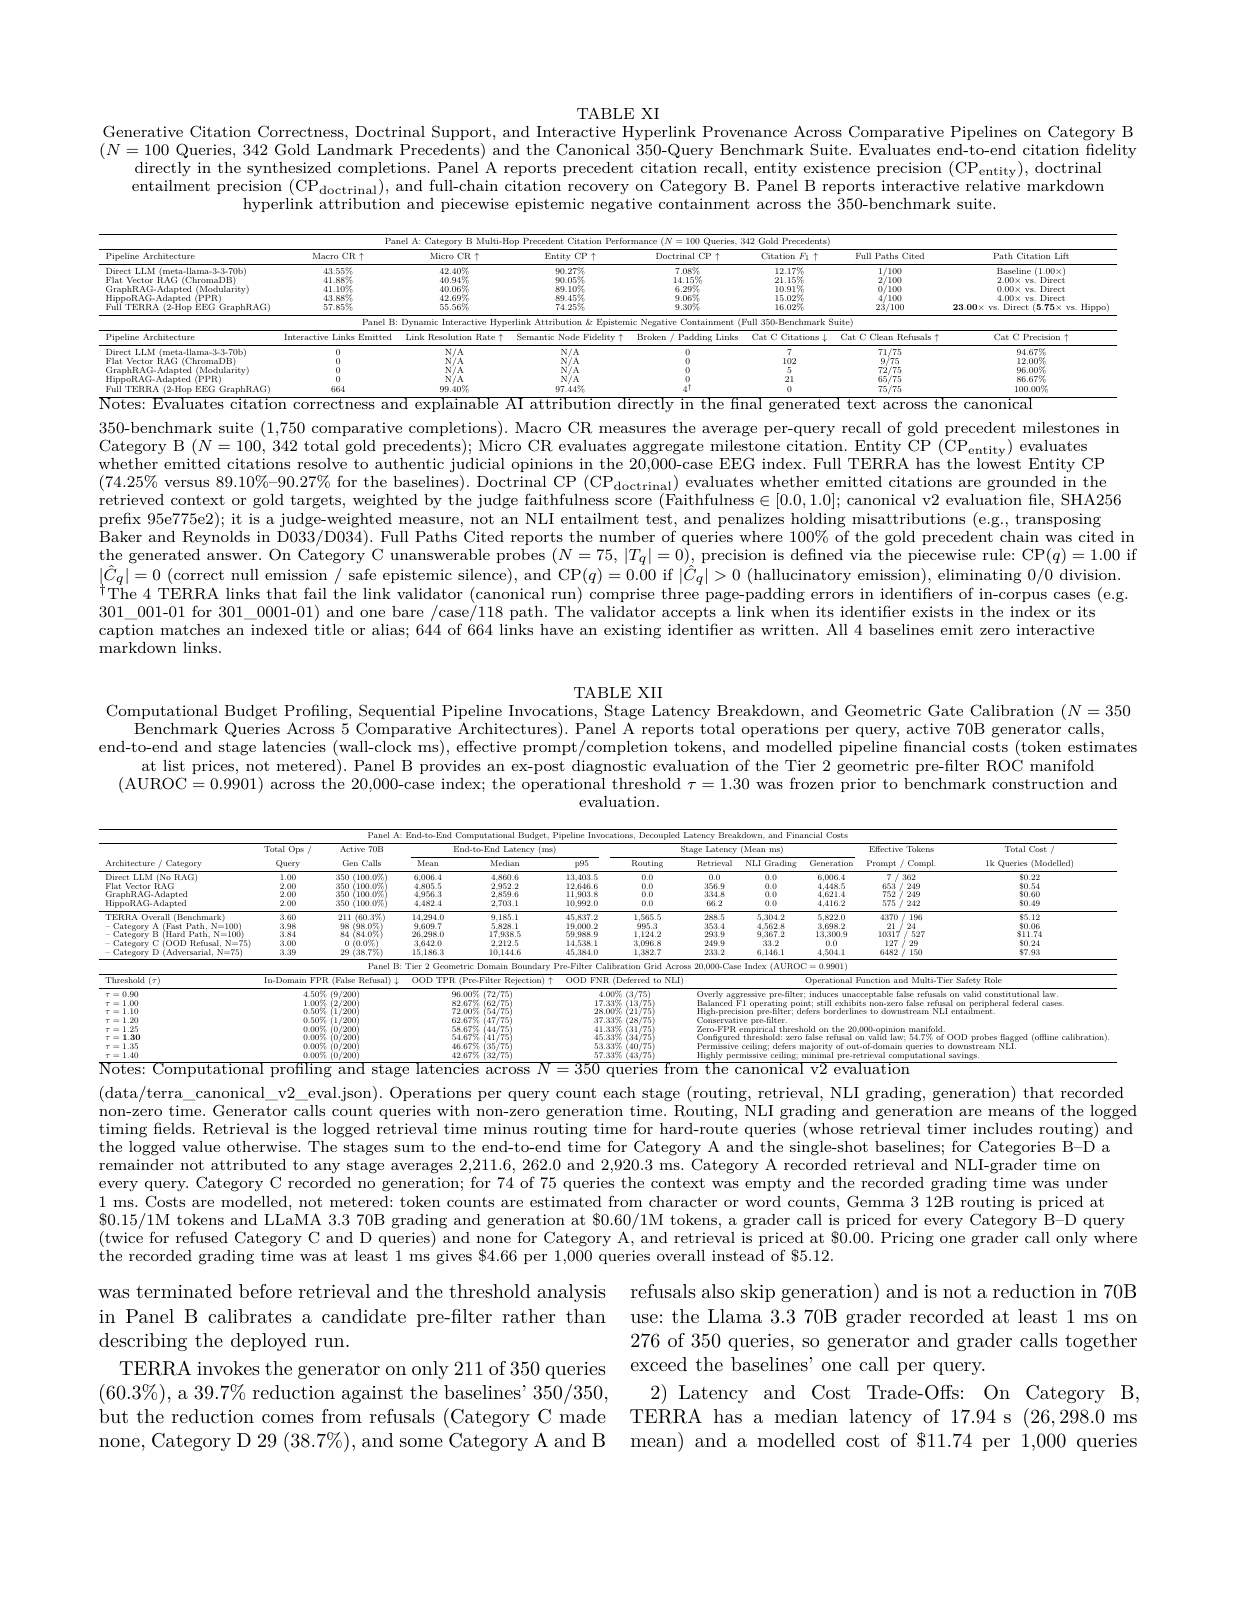 TABLE XI
Generative Citation Correctness, Doctrinal Support, and Interactive Hyperlink Provenance Across Comparative Pipelines on Category B
(N = 100 Queries, 342 Gold Landmark Precedents) and the Canonical 350-Query Benchmark Suite. Evaluates end-to-end citation fidelity
directly in the synthesized completions. Panel A reports precedent citation recall, entity existence precision (CP_entity), doctrinal
entailment precision (CP_doctrinal), and full-chain citation recovery on Category B. Panel B reports interactive relative markdown
hyperlink attribution and piecewise epistemic negative containment across the 350-benchmark suite.
Panel A: Category B Multi-Hop Precedent Citation Performance (N = 100 Queries, 342 Gold Precedents)
Pipeline Architecture Macro CR ↑ Micro CR ↑ Entity CP ↑ Doctrinal CP ↑ Citation F1 ↑ Full Paths Cited Path Citation Lift
Direct LLM (meta-llama-3-3-70b) 43.55% 42.40% 90.27% 7.08% 12.17% 1/100 Baseline (1.00×)
Flat Vector RAG (ChromaDB) 41.88% 40.94% 90.05% 14.15% 21.15% 2/100 2.00× vs. Direct
GraphRAG-Adapted (Modularity) 41.10% 40.06% 89.10% 6.29% 10.91% 0/100 0.00× vs. Direct
HippoRAG-Adapted (PPR) 43.88% 42.69% 89.45% 9.06% 15.02% 4/100 4.00× vs. Direct
Full TERRA (2-Hop EEG GraphRAG) 57.85% 55.56% 74.25% 9.30% 16.02% 23/100 23.00× vs. Direct (5.75× vs. Hippo)
Panel B: Dynamic Interactive Hyperlink Attribution & Epistemic Negative Containment (Full 350-Benchmark Suite)
Pipeline Architecture Interactive Links Emitted Link Resolution Rate ↑ Semantic Node Fidelity ↑ Broken / Padding Links Cat C Citations ↓ Cat C Clean Refusals ↑ Cat C Precision ↑
Direct LLM (meta-llama-3-3-70b) 0 N/A N/A 0 7 71/75 94.67%
Flat Vector RAG (ChromaDB) 0 N/A N/A 0 102 9/75 12.00%
GraphRAG-Adapted (Modularity) 0 N/A N/A 0 5 72/75 96.00%
HippoRAG-Adapted (PPR) 0 N/A N/A 0 21 65/75 86.67%
Full TERRA (2-Hop EEG GraphRAG) 664 99.40% 97.44% 4† 0 75/75 100.00%
Notes: Evaluates citation correctness and explainable AI attribution directly in the final generated text across the canonical
350-benchmark suite (1,750 comparative completions). Macro CR measures the average per-query recall of gold precedent milestones in
Category B (N = 100, 342 total gold precedents); Micro CR evaluates aggregate milestone citation. Entity CP (CP_entity) evaluates
whether emitted citations resolve to authentic judicial opinions in the 20,000-case EEG index. Full TERRA has the lowest Entity CP
(74.25% versus 89.10%–90.27% for the baselines). Doctrinal CP (CP_doctrinal) evaluates whether emitted citations are grounded in the
retrieved context or gold targets, weighted by the judge faithfulness score (Faithfulness ∈ [0.0, 1.0]; canonical v2 evaluation file, SHA256
prefix 95e775e2); it is a judge-weighted measure, not an NLI entailment test, and penalizes holding misattributions (e.g., transposing
Baker and Reynolds in D033/D034). Full Paths Cited reports the number of queries where 100% of the gold precedent chain was cited in
the generated answer. On Category C unanswerable probes (N = 75, |Tq| = 0), precision is defined via the piecewise rule: CP(q) = 1.00 if
|Ĉq| = 0 (correct null emission / safe epistemic silence), and CP(q) = 0.00 if |Ĉq| > 0 (hallucinatory emission), eliminating 0/0 division.
†The 4 TERRA links that fail the link validator (canonical run) comprise three page-padding errors in identifiers of in-corpus cases (e.g.
301_001-01 for 301_0001-01) and one bare /case/118 path. The validator accepts a link when its identifier exists in the index or its
caption matches an indexed title or alias; 644 of 664 links have an existing identifier as written. All 4 baselines emit zero interactive
markdown links.
TABLE XII
Computational Budget Profiling, Sequential Pipeline Invocations, Stage Latency Breakdown, and Geometric Gate Calibration (N = 350
Benchmark Queries Across 5 Comparative Architectures). Panel A reports total operations per query, active 70B generator calls,
end-to-end and stage latencies (wall-clock ms), effective prompt/completion tokens, and modelled pipeline financial costs (token estimates
at list prices, not metered). Panel B provides an ex-post diagnostic evaluation of the Tier 2 geometric pre-filter ROC manifold
(AUROC = 0.9901) across the 20,000-case index; the operational threshold τ = 1.30 was frozen prior to benchmark construction and
evaluation.
Panel A: End-to-End Computational Budget, Pipeline Invocations, Decoupled Latency Breakdown, and Financial Costs
Total Ops / Active 70B End-to-End Latency (ms) Stage Latency (Mean ms) Effective Tokens Total Cost /
Architecture / Category Query Gen Calls Mean Median p95 Routing Retrieval NLI Grading Generation Prompt / Compl. 1k Queries (Modelled)
Direct LLM (No RAG) 1.00 350 (100.0%) 6,006.4 4,860.6 13,403.5 0.0 0.0 0.0 6,006.4 7 / 362 $0.22
Flat Vector RAG 2.00 350 (100.0%) 4,805.5 2,952.2 12,646.6 0.0 356.9 0.0 4,448.5 653 / 249 $0.54
GraphRAG-Adapted 2.00 350 (100.0%) 4,956.3 2,859.6 11,903.8 0.0 334.8 0.0 4,621.4 752 / 249 $0.60
HippoRAG-Adapted 2.00 350 (100.0%) 4,482.4 2,703.1 10,992.0 0.0 66.2 0.0 4,416.2 575 / 242 $0.49
TERRA Overall (Benchmark) 3.60 211 (60.3%) 14,294.0 9,185.1 45,837.2 1,565.5 288.5 5,304.2 5,822.0 4370 / 196 $5.12
– Category A (Fast Path, N=100) 3.98 98 (98.0%) 9,609.7 5,828.1 19,000.2 995.3 353.4 4,562.8 3,698.2 21 / 24 $0.06
– Category B (Hard Path, N=100) 3.84 84 (84.0%) 26,298.0 17,938.5 59,988.9 1,124.2 293.9 9,367.2 13,300.9 10317 / 527 $11.74
– Category C (OOD Refusal, N=75) 3.00 0 (0.0%) 3,642.0 2,212.5 14,538.1 3,096.8 249.9 33.2 0.0 127 / 29 $0.24
– Category D (Adversarial, N=75) 3.39 29 (38.7%) 15,186.3 10,144.6 45,384.0 1,382.7 233.2 6,146.1 4,504.1 6482 / 150 $7.93
Panel B: Tier 2 Geometric Domain Boundary Pre-Filter Calibration Grid Across 20,000-Case Index (AUROC = 0.9901)
Threshold (τ) In-Domain FPR (False Refusal) ↓ OOD TPR (Pre-Filter Rejection) ↑ OOD FNR (Deferred to NLI) Operational Function and Multi-Tier Safety Role
τ = 0.90 4.50% (9/200) 96.00% (72/75) 4.00% (3/75) Overly aggressive pre-filter; induces unacceptable false refusals on valid constitutional law.
τ = 1.00 1.00% (2/200) 82.67% (62/75) 17.33% (13/75) Balanced F1 operating point; still exhibits non-zero false refusal on peripheral federal cases.
τ = 1.10 0.50% (1/200) 72.00% (54/75) 28.00% (21/75) High-precision pre-filter; defers borderlines to downstream NLI entailment.
τ = 1.20 0.50% (1/200) 62.67% (47/75) 37.33% (28/75) Conservative pre-filter.
τ = 1.25 0.00% (0/200) 58.67% (44/75) 41.33% (31/75) Zero-FPR empirical threshold on the 20,000-opinion manifold.
τ = 1.30 0.00% (0/200) 54.67% (41/75) 45.33% (34/75) Configured threshold: zero false refusal on valid law; 54.7% of OOD probes flagged (offline calibration).
τ = 1.35 0.00% (0/200) 46.67% (35/75) 53.33% (40/75) Permissive ceiling; defers majority of out-of-domain queries to downstream NLI.
τ = 1.40 0.00% (0/200) 42.67% (32/75) 57.33% (43/75) Highly permissive ceiling; minimal pre-retrieval computational savings.
Notes: Computational profiling and stage latencies across N = 350 queries from the canonical v2 evaluation
(data/terra_canonical_v2_eval.json). Operations per query count each stage (routing, retrieval, NLI grading, generation) that recorded
non-zero time. Generator calls count queries with non-zero generation time. Routing, NLI grading and generation are means of the logged
timing fields. Retrieval is the logged retrieval time minus routing time for hard-route queries (whose retrieval timer includes routing) and
the logged value otherwise. The stages sum to the end-to-end time for Category A and the single-shot baselines; for Categories B–D a
remainder not attributed to any stage averages 2,211.6, 262.0 and 2,920.3 ms. Category A recorded retrieval and NLI-grader time on
every query. Category C recorded no generation; for 74 of 75 queries the context was empty and the recorded grading time was under
1 ms. Costs are modelled, not metered: token counts are estimated from character or word counts, Gemma 3 12B routing is priced at
$0.15/1M tokens and LLaMA 3.3 70B grading and generation at $0.60/1M tokens, a grader call is priced for every Category B–D query
(twice for refused Category C and D queries) and none for Category A, and retrieval is priced at $0.00. Pricing one grader call only where
the recorded grading time was at least 1 ms gives $4.66 per 1,000 queries overall instead of $5.12.
was terminated before retrieval and the threshold analysis
in Panel B calibrates a candidate pre-filter rather than
describing the deployed run.
TERRA invokes the generator on only 211 of 350 queries
(60.3%), a 39.7% reduction against the baselines' 350/350,
but the reduction comes from refusals (Category C made
none, Category D 29 (38.7%), and some Category A and B
refusals also skip generation) and is not a reduction in 70B
use: the Llama 3.3 70B grader recorded at least 1 ms on
276 of 350 queries, so generator and grader calls together
exceed the baselines' one call per query.
2) Latency and Cost Trade-Offs: On Category B,
TERRA has a median latency of 17.94 s (26,298.0 ms
mean) and a modelled cost of $11.74 per 1,000 queries